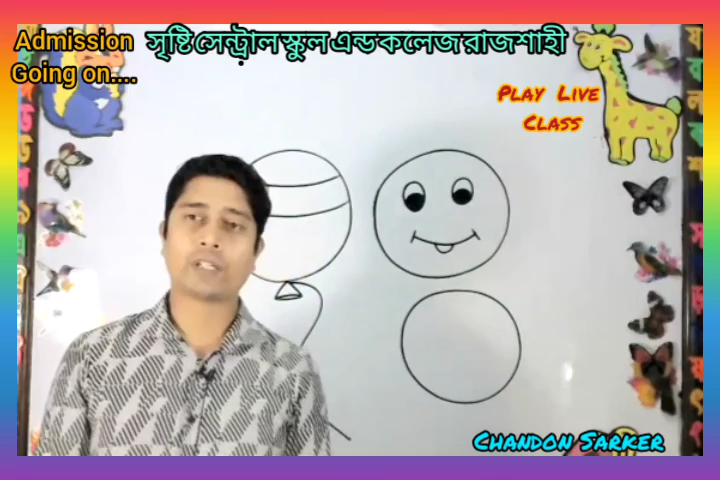 Admission
Going on....
সৃষ্টি সেন্ট্রাল স্কুল এন্ড কলেজ রাজশাহী
Play Live
Class
Chandon Sarker